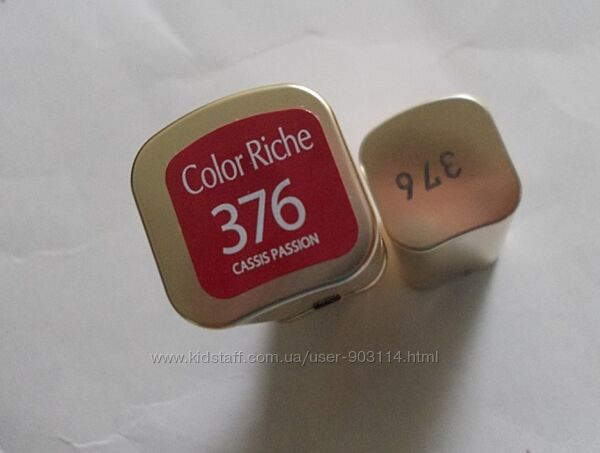 Color Riche
376
CASSIS PASSION
376
www.kidstaff.com.ua/user-903114.html